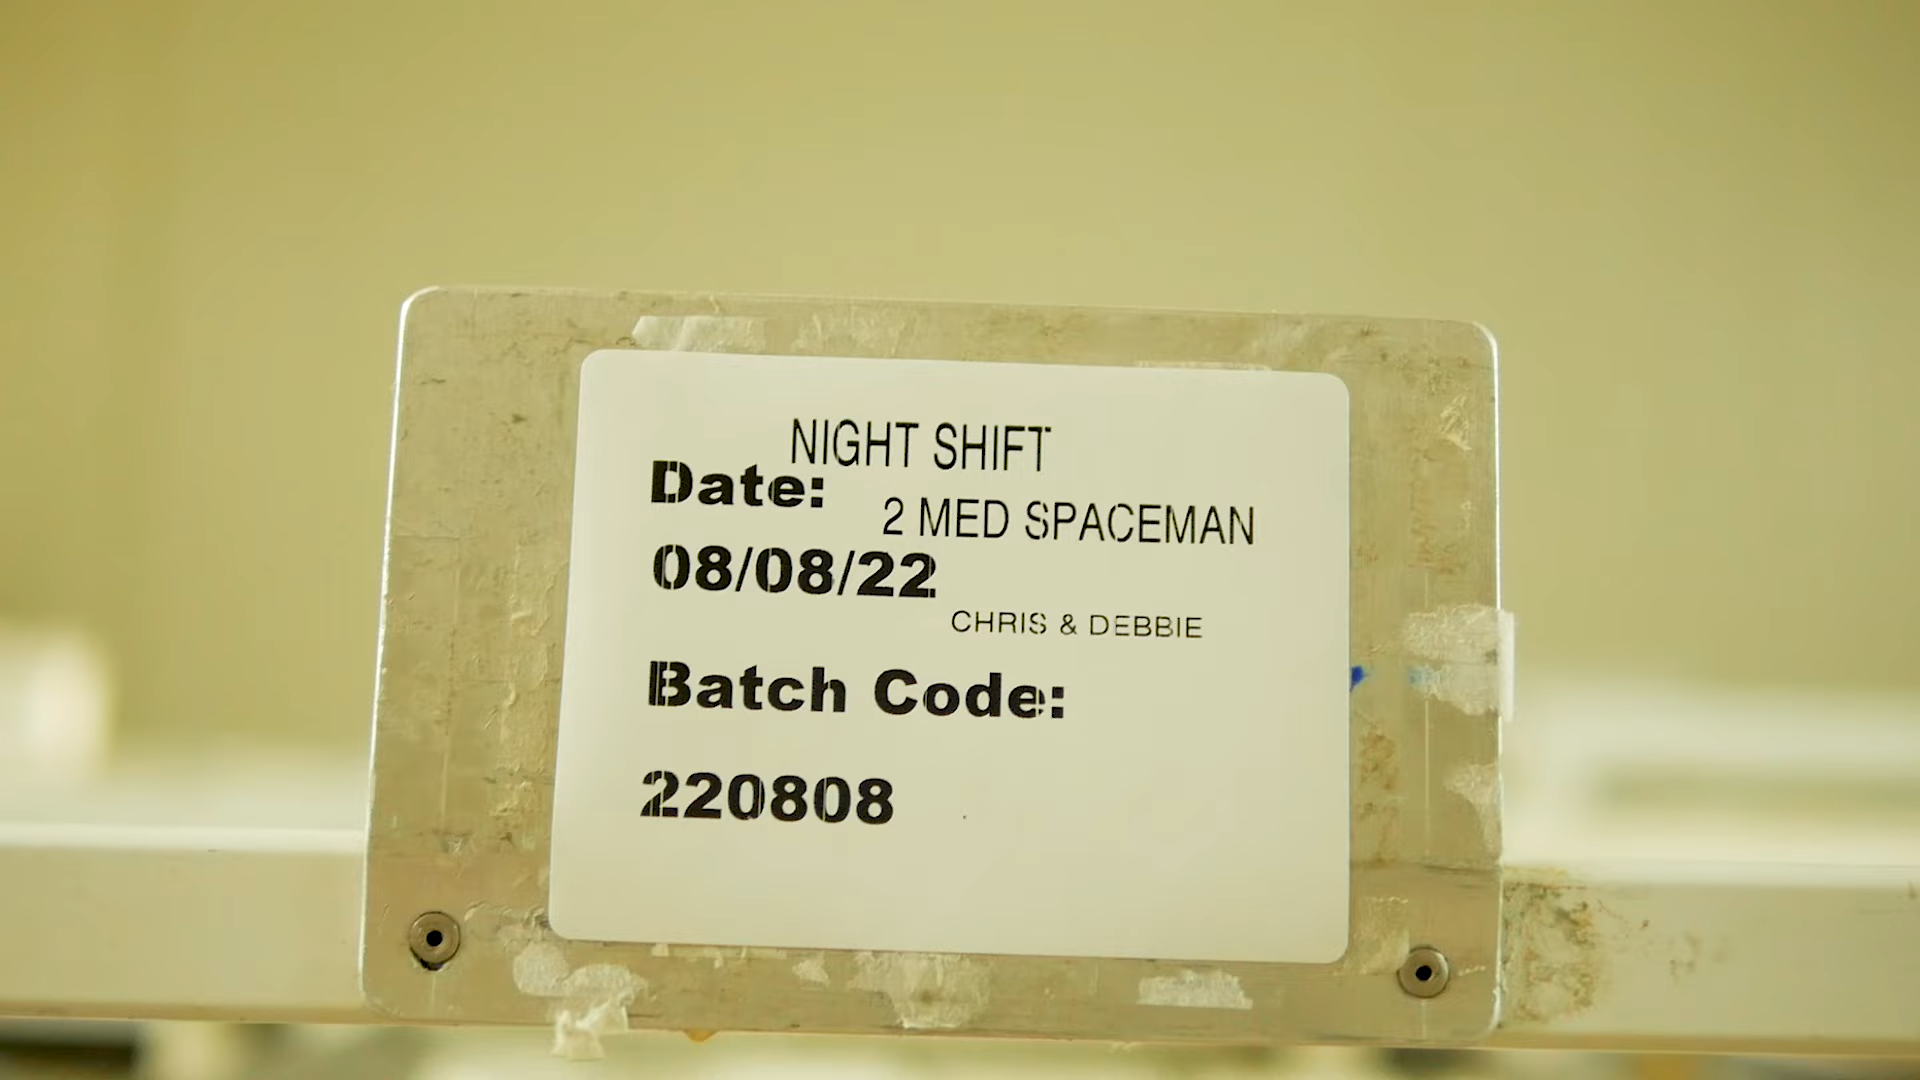 NIGHT SHIFT
Date:
2 MED SPACEMAN
08/08/22
CHRIS & DEBBIE
Batch Code:
220808